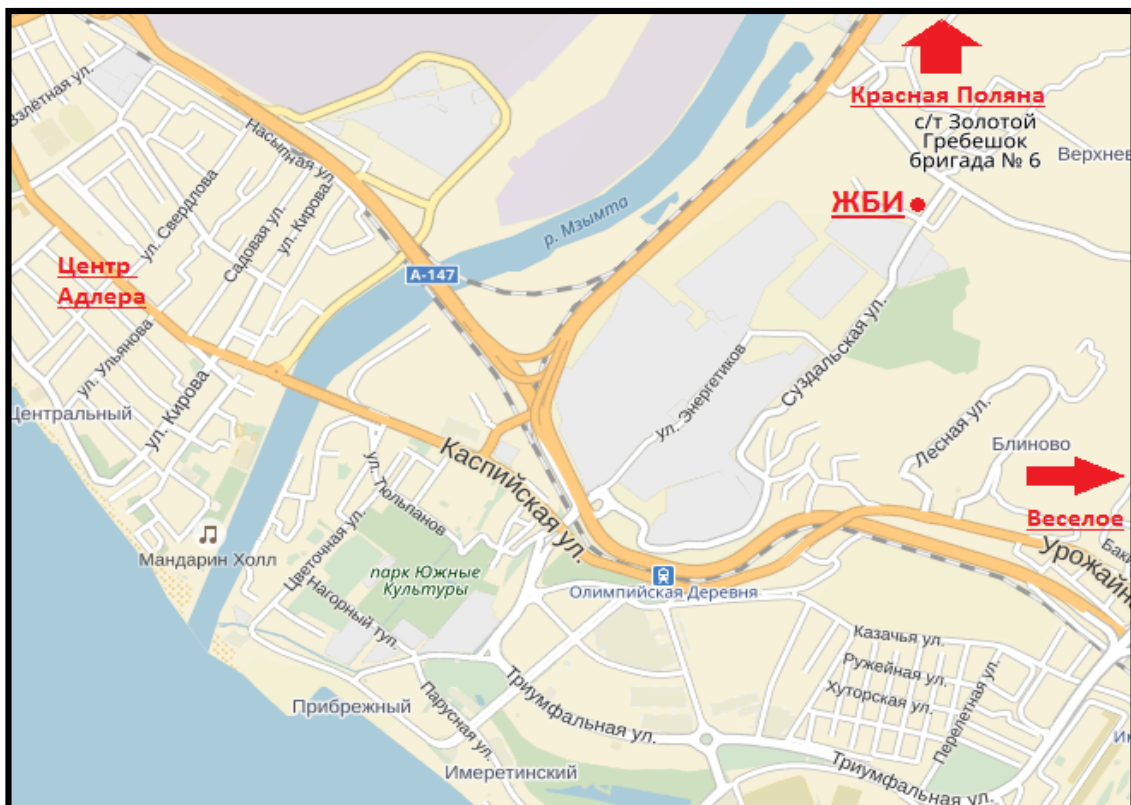 Красная Поляна
с/т Золотой
Гребешок
бригада № 6
Верхнев
Взлётная ул.
Насыпная ул.
ул. Свердлова
ул. Кирова
Садовая ул.
ЖБИ
р. Мзымта
Центр
Адлера
А-147
ул. Ульянова
Суздальская ул.
ул. Энергетиков
Центральный
ул. Кирова
Лесная ул.
Блиново
Каспийская ул.
ул. Тюльпанов
Веселое
Мандарин Холл
Цветочная ул.
Баки
Урожайна
парк Южные
Культуры
Олимпийская Деревня
Нагорный туп.
Казачья ул.
Ружейная ул.
Хуторская ул.
Перелетная ул.
Прибрежный
Парусная ул.
Триумфальная ул.
Им
Имеретинский
Триумфальная ул.